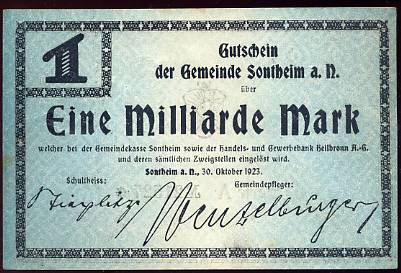 1
Gutschein
der Gemeinde Sontheim a. N.
über
Eine Milliarde Mark
welcher bei der Gemeindekasse Sontheim sowie der Handels- und Gewerbebank Heilbronn A.-G.
und deren sämtlichen Zweigstellen eingelöst wird.
Sontheim a. N., 30. Oktober 1923.
Schultheiss: Gemeindepfleger:
Wenzelburger